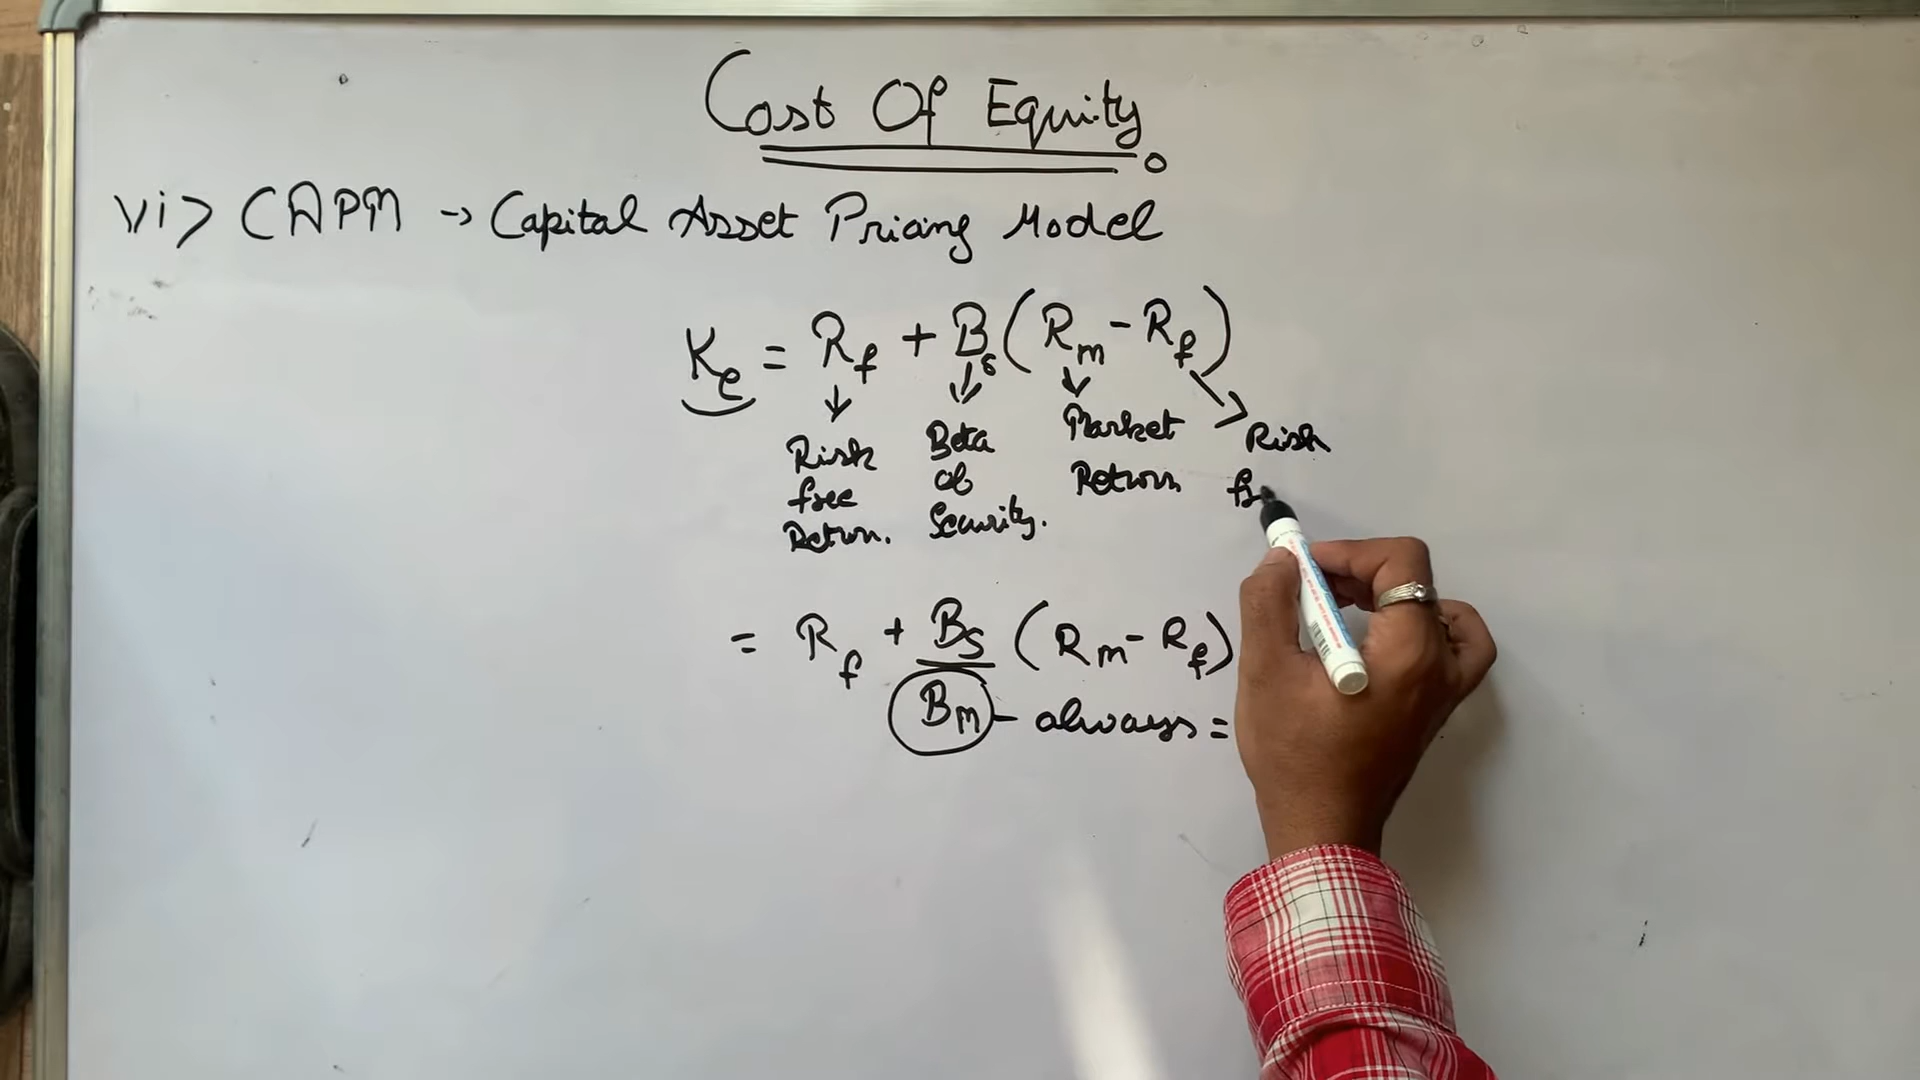 Cost Of Equity
vi> CAPM → Capital Asset Pricing Model
Ke = Rf + Bs (Rm - Rf)
Risk free Return.
Beta of Security.
Market Return
Risk
= Rf + Bs/Bm (Rm - Rf)
Bm - always =